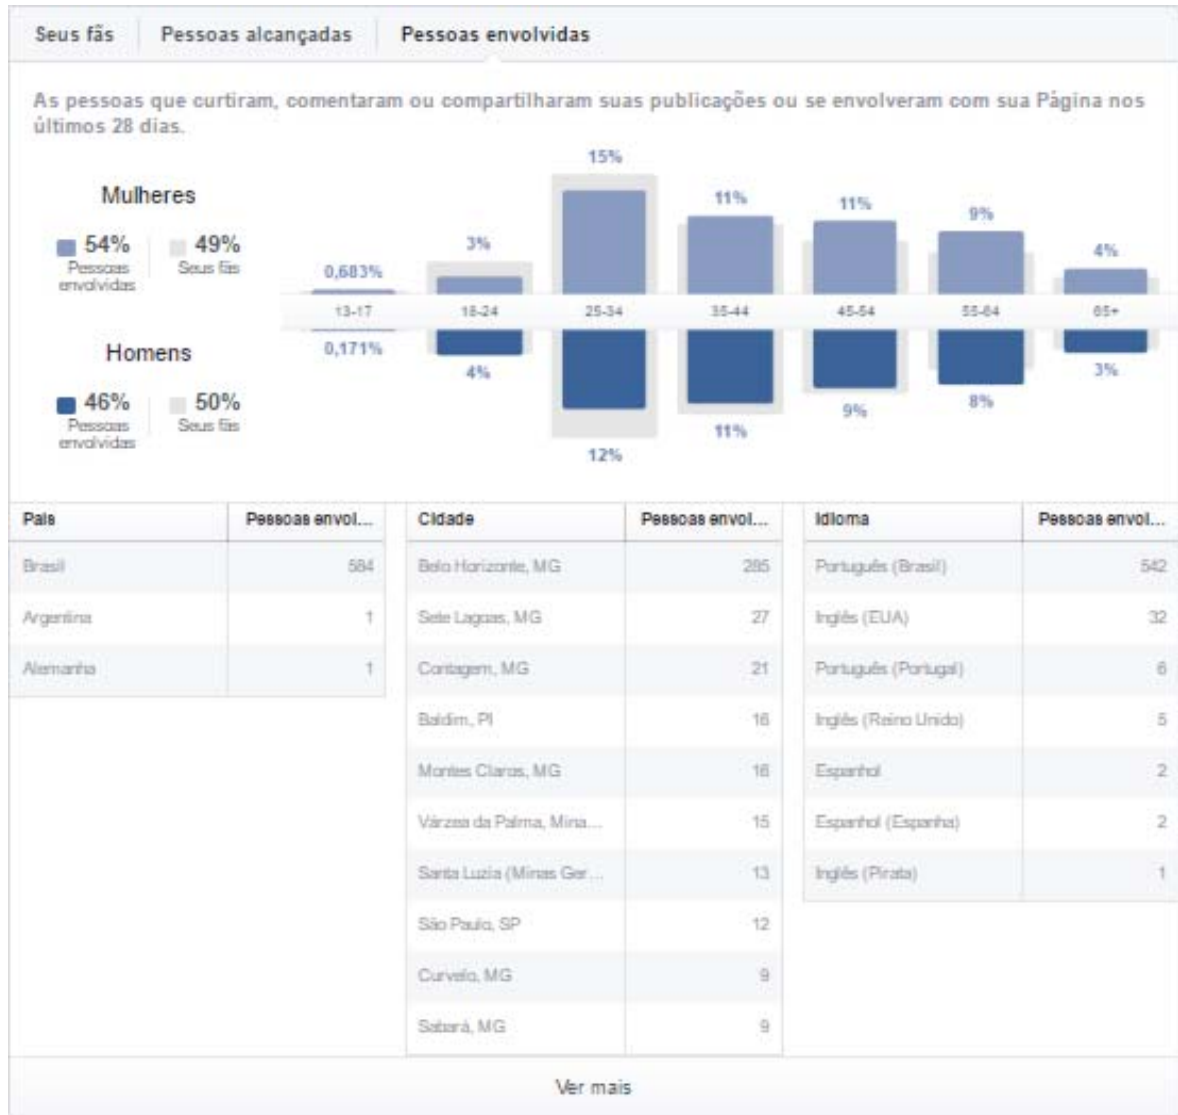 Seus fãs Pessoas alcançadas Pessoas envolvidas
As pessoas que curtiram, comentaram ou compartilharam suas publicações ou se envolveram com sua Página nos
últimos 28 dias.
Mulheres
54% 49%
Pessoas envolvidas Seus fãs
0,683% 3% 15% 11% 11% 9% 4%
13-17 18-24 25-34 35-44 45-54 55-64 65+
0,171% 4% 12% 11% 9% 8% 3%
Homens
46% 50%
Pessoas envolvidas Seus fãs
País Pessoas envol...
Brasil 584
Argentina 1
Alemanha 1
Cidade Pessoas envol...
Belo Horizonte, MG 285
Sete Lagoas, MG 27
Contagem, MG 21
Baldim, PI 16
Montes Claros, MG 16
Várzea da Palma, Mina... 15
Santa Luzia (Minas Ger... 13
São Paulo, SP 12
Curvelo, MG 9
Sabará, MG 9
Idioma Pessoas envol...
Português (Brasil) 542
Inglês (EUA) 32
Português (Portugal) 6
Inglês (Reino Unido) 5
Espanhol 2
Espanhol (Espanha) 2
Inglês (Pirata) 1
Ver mais